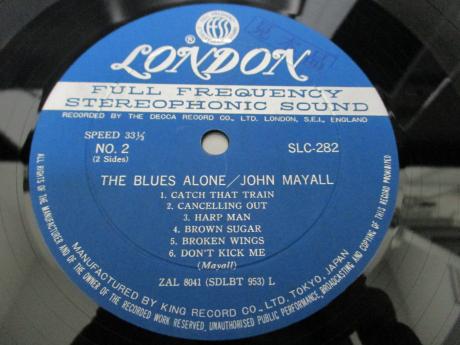 ®
LONDON
FULL FREQUENCY
STEREOPHONIC SOUND
RECORDED BY THE DECCA RECORD CO., LTD. LONDON, S.E.I., ENGLAND
SPEED 33⅓
NO. 2
(2 Sides)
SLC-282
THE BLUES ALONE/JOHN MAYALL
1. CATCH THAT TRAIN
2. CANCELLING OUT
3. HARP MAN
4. BROWN SUGAR
5. BROKEN WINGS
6. DON'T KICK ME
(Mayall)
ZAL 8041 (SDLBT 953) L
MANUFACTURED BY KING RECORD CO., LTD. TOKYO, JAPAN
ALL RIGHTS OF THE MANUFACTURER AND OF THE OWNER OF THE RECORDED WORK RESERVED. UNAUTHORISED PUBLIC PERFORMANCE, BROADCASTING AND COPYING OF THIS RECORD PROHIBITED